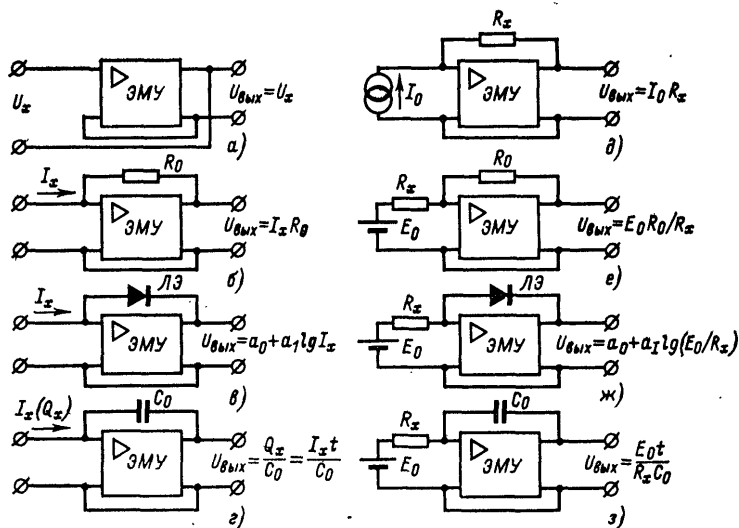 ЭМУ
U_x
U_вых=U_x
а)
R_x
I_0
ЭМУ
U_вых=I_0 R_x
д)
I_x
R_0
ЭМУ
U_вых=I_x R_0
б)
R_x
E_0
R_0
ЭМУ
U_вых=E_0 R_0/R_x
е)
I_x
ЛЭ
ЭМУ
U_вых=a_0+a_1 lg I_x
в)
R_x
E_0
ЛЭ
ЭМУ
U_вых=a_0+a_1 lg(E_0/R_x)
ж)
I_x(Q_x)
C_0
ЭМУ
U_вых=Q_x/C_0=I_x t/C_0
г)
R_x
E_0
C_0
ЭМУ
U_вых=E_0 t/R_x C_0
з)